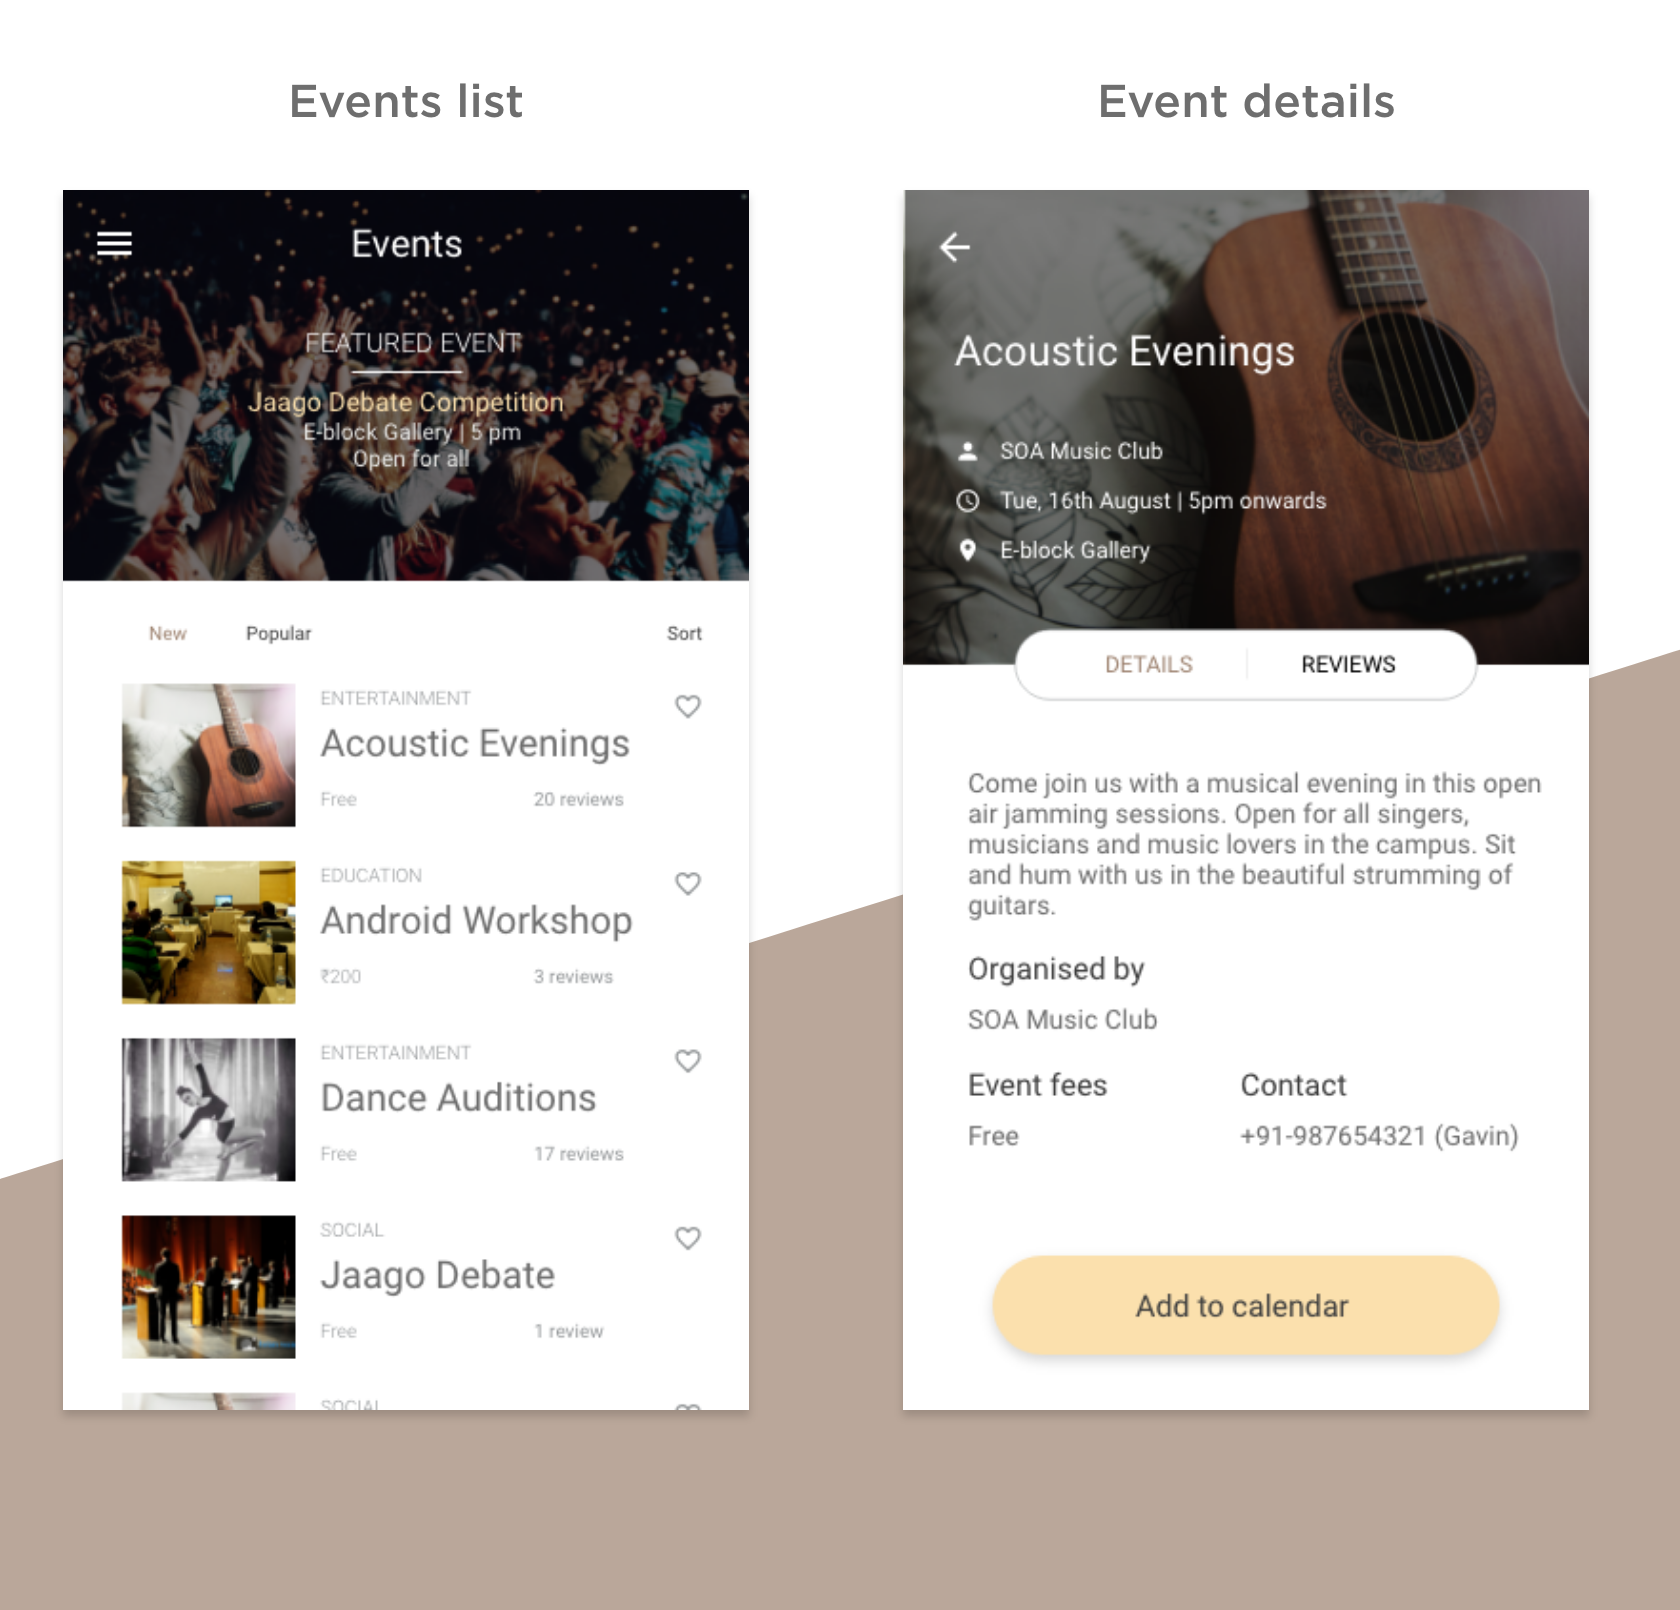 Events list
Event details
Events
FEATURED EVENT
Jaago Debate Competition
E-block Gallery | 5 pm
Open for all
New
Popular
Sort
ENTERTAINMENT
Acoustic Evenings
Free
20 reviews
EDUCATION
Android Workshop
₹200
3 reviews
ENTERTAINMENT
Dance Auditions
Free
17 reviews
SOCIAL
Jaago Debate
Free
1 review
SOCIAL
Acoustic Evenings
SOA Music Club
Tue, 16th August | 5pm onwards
E-block Gallery
DETAILS
REVIEWS
Come join us with a musical evening in this open
air jamming sessions. Open for all singers,
musicians and music lovers in the campus. Sit
and hum with us in the beautiful strumming of
guitars.
Organised by
SOA Music Club
Event fees
Contact
Free
+91-987654321 (Gavin)
Add to calendar